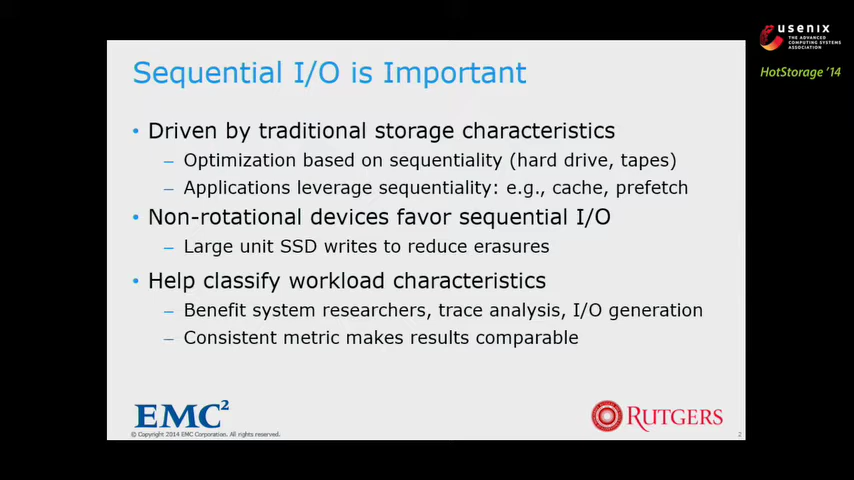 usenix
THE ADVANCED
COMPUTING SYSTEMS
ASSOCIATION
HotStorage '14
Sequential I/O is Important
• Driven by traditional storage characteristics
– Optimization based on sequentiality (hard drive, tapes)
– Applications leverage sequentiality: e.g., cache, prefetch
• Non-rotational devices favor sequential I/O
– Large unit SSD writes to reduce erasures
• Help classify workload characteristics
– Benefit system researchers, trace analysis, I/O generation
– Consistent metric makes results comparable
EMC²
RUTGERS
© Copyright 2014 EMC Corporation. All rights reserved.
2